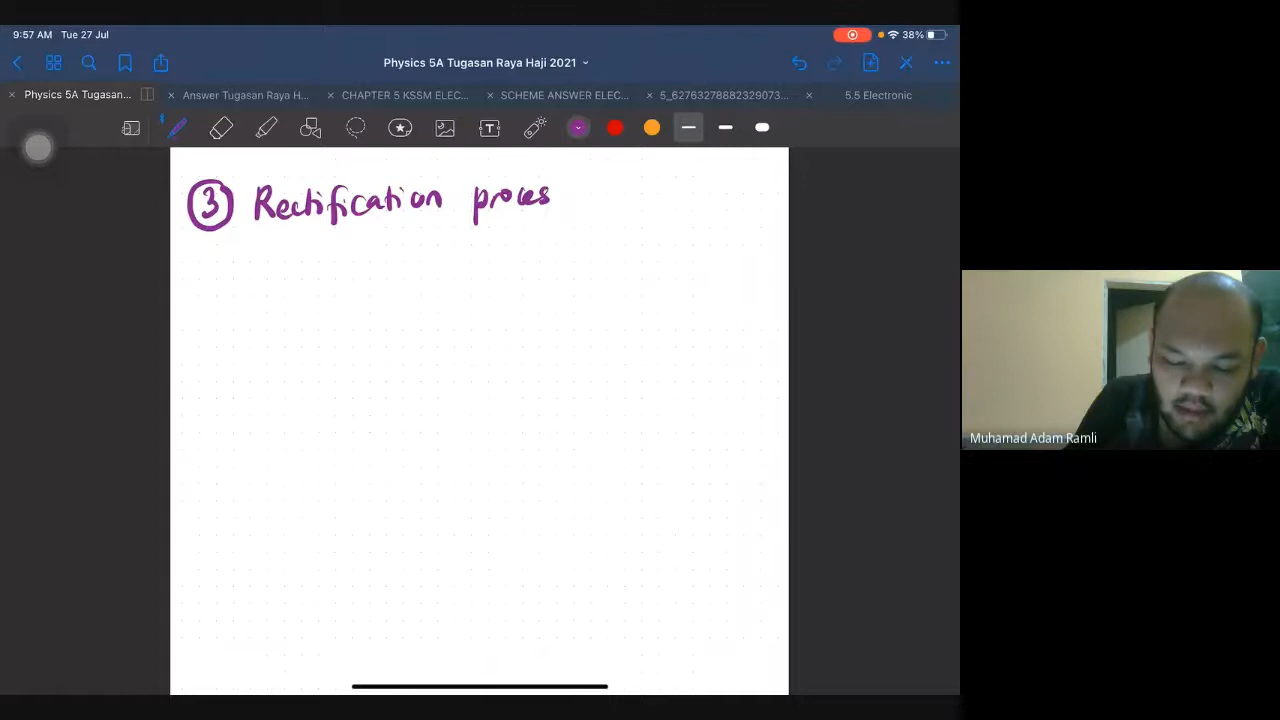 9:57 AM Tue 27 Jul
38%
Physics 5A Tugasan Raya Haji 2021
Physics 5A Tugasan...
Answer Tugasan Raya H...
CHAPTER 5 KSSM ELEC...
SCHEME ANSWER ELEC...
5_62763278882329073...
5.5 Electronic
T
3 Rectification proces
Muhamad Adam Ramli